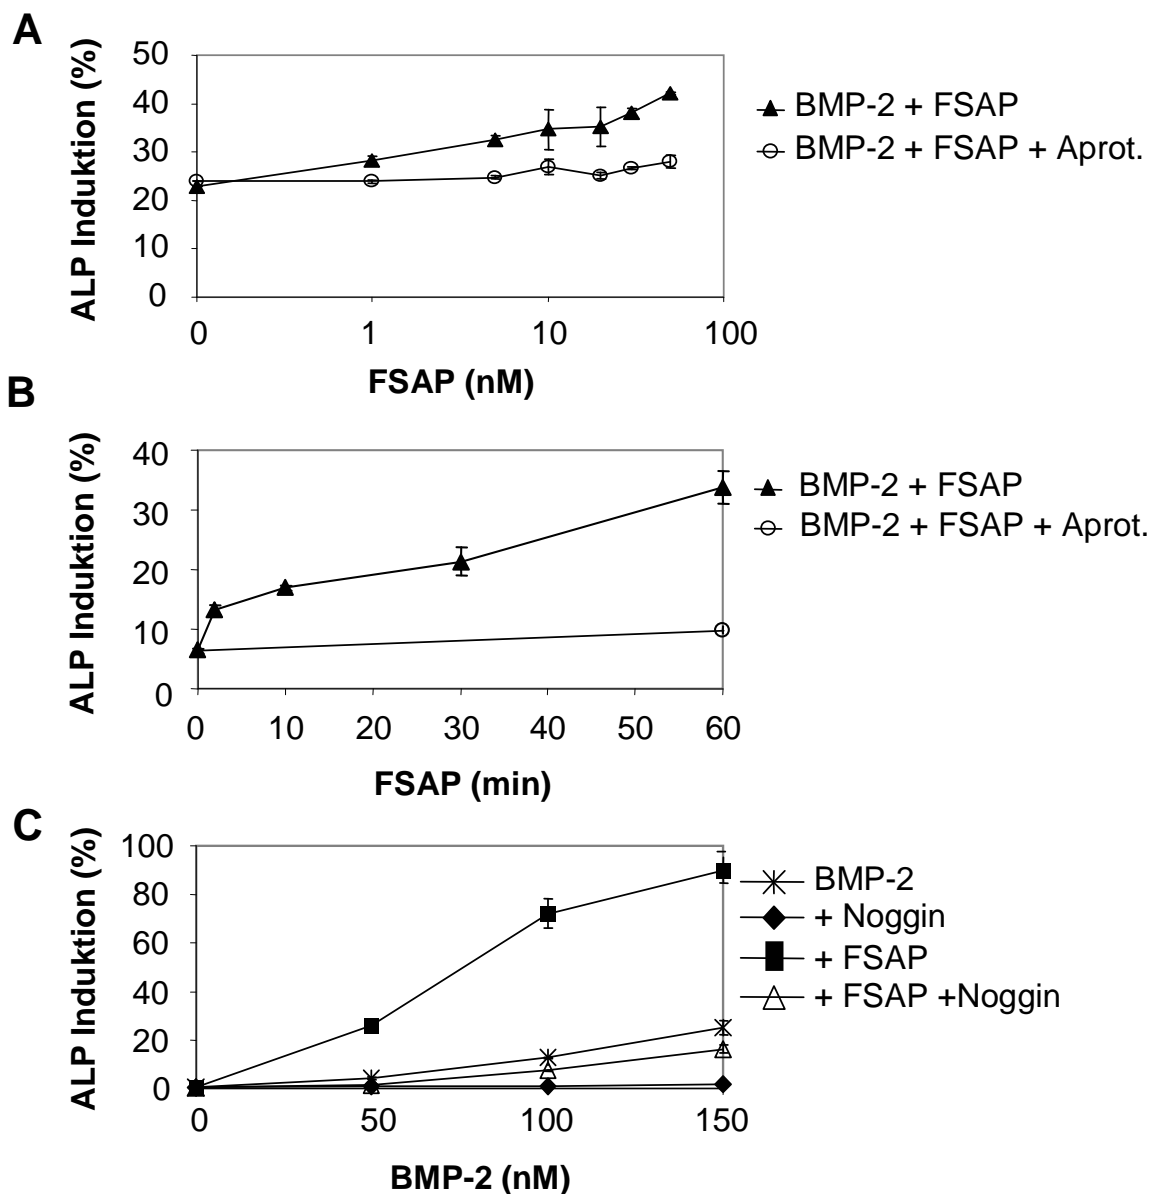 A
ALP Induktion (%)
50
40
30
20
10
0
0 1 10 100
FSAP (nM)
BMP-2 + FSAP
BMP-2 + FSAP + Aprot.
B
ALP Induktion (%)
40
30
20
10
0
0 10 20 30 40 50 60
FSAP (min)
BMP-2 + FSAP
BMP-2 + FSAP + Aprot.
C
ALP Induktion (%)
100
80
60
40
20
0
0 50 100 150
BMP-2 (nM)
BMP-2
+ Noggin
+ FSAP
+ FSAP +Noggin